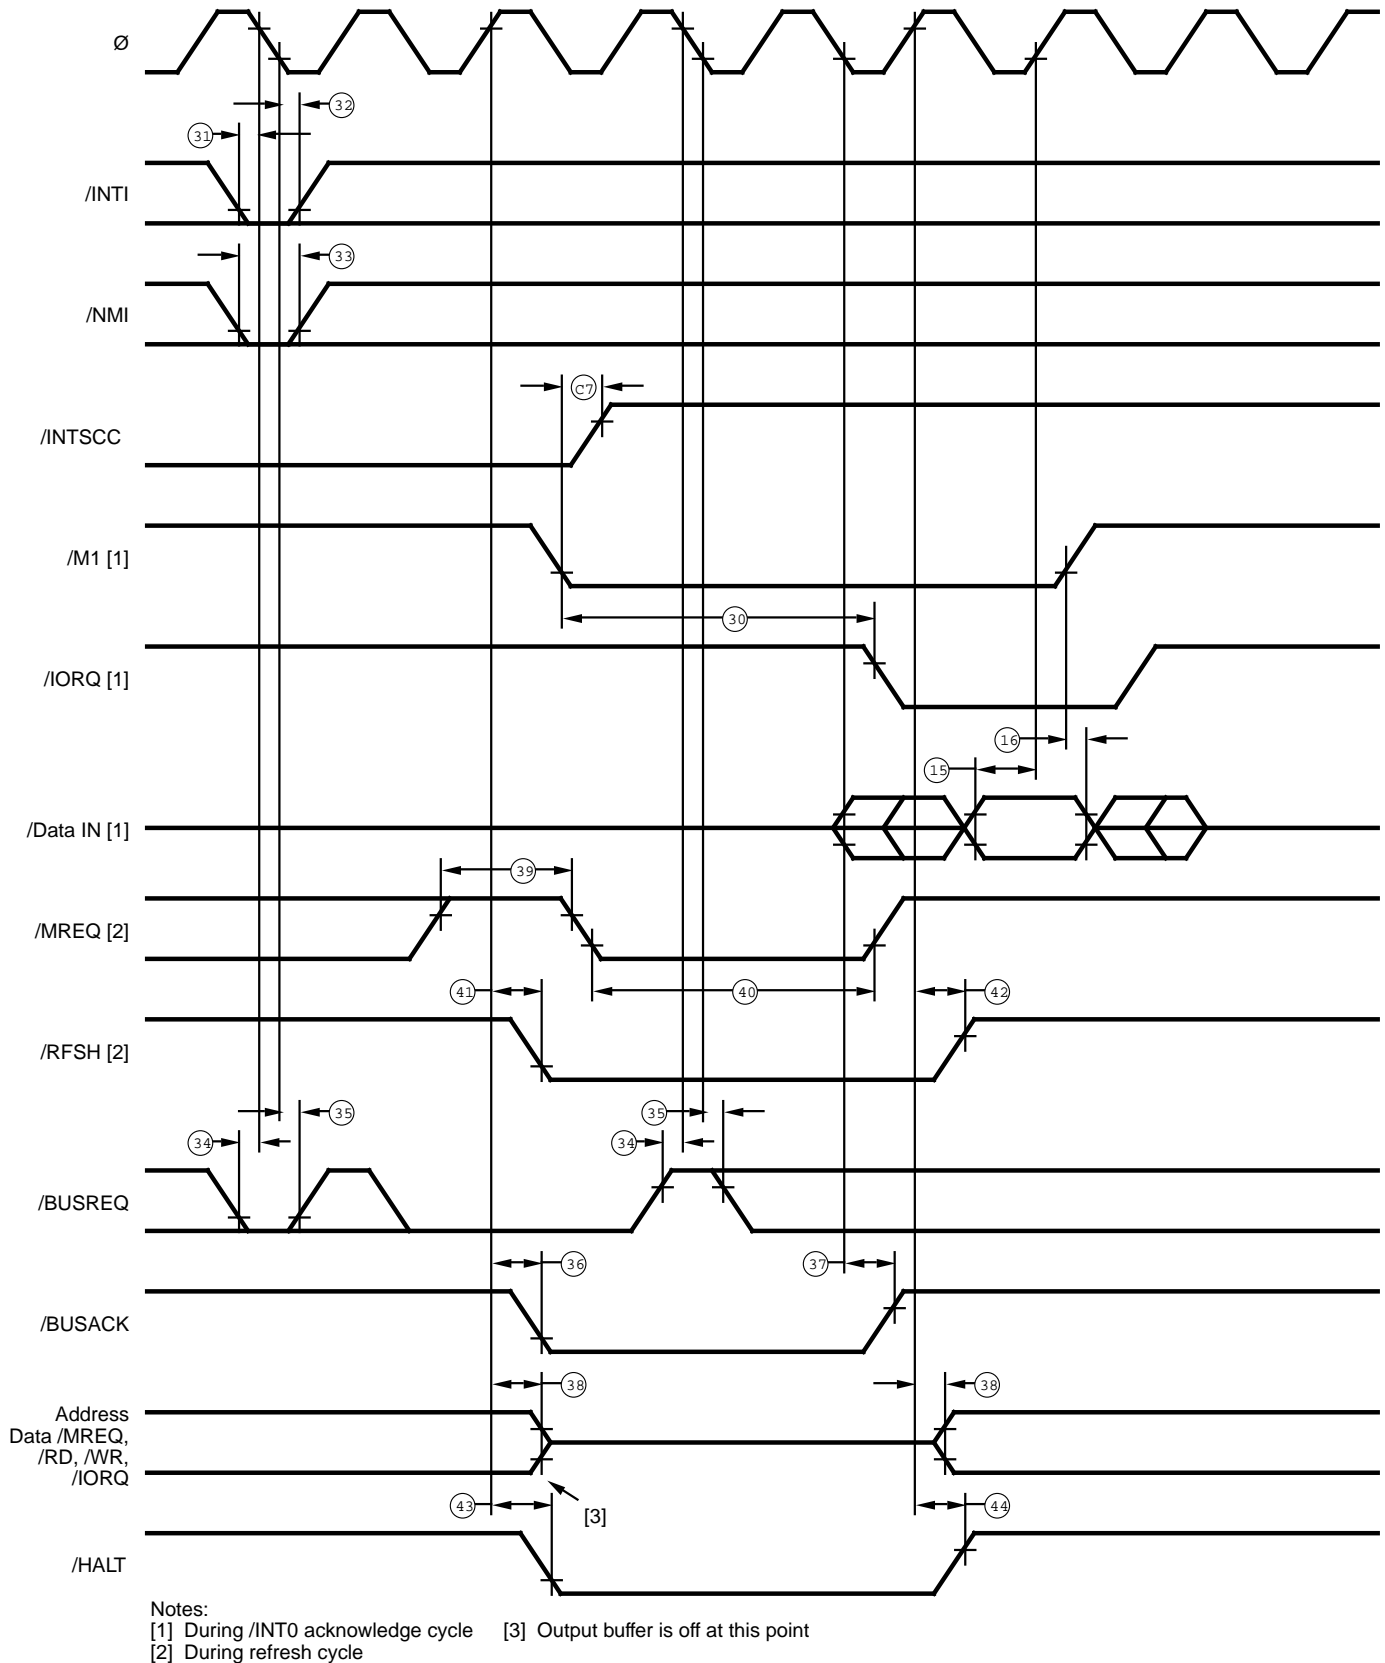 Ø
32
31
/INTI
33
/NMI
C7
/INTSCC
/M1 [1]
30
/IORQ [1]
16
15
/Data IN [1]
39
/MREQ [2]
41
40
42
/RFSH [2]
35
35
34
34
/BUSREQ
36
37
/BUSACK
38
38
Address
Data /MREQ,
/RD, /WR,
/IORQ
43
[3]
44
/HALT
Notes:
[1] During /INT0 acknowledge cycle [3] Output buffer is off at this point
[2] During refresh cycle